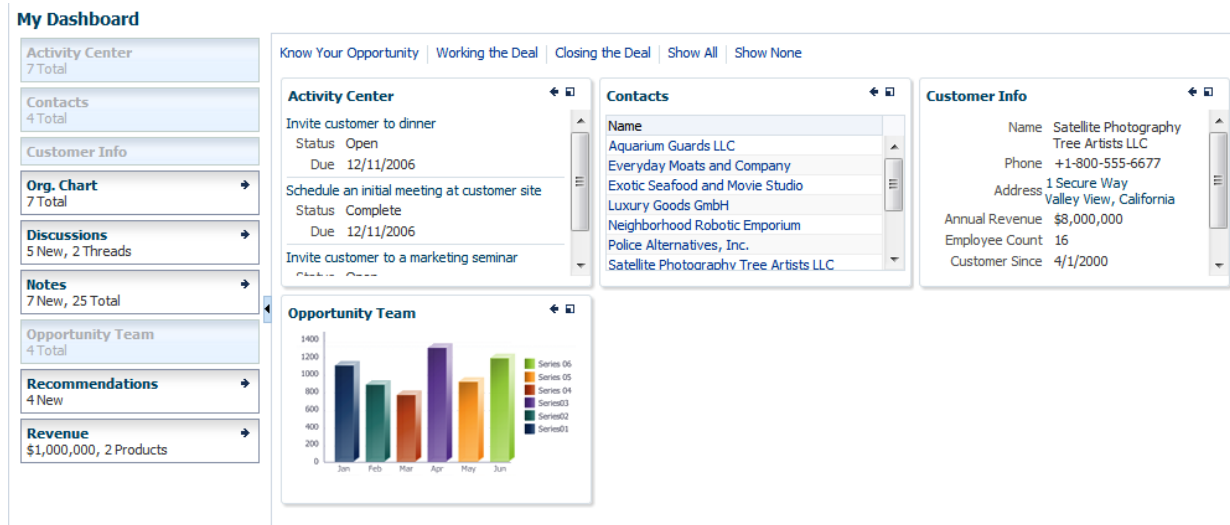 My Dashboard
Activity Center
7 Total
Contacts
4 Total
Customer Info
Org. Chart
7 Total
Discussions
5 New, 2 Threads
Notes
7 New, 25 Total
Opportunity Team
4 Total
Recommendations
4 New
Revenue
$1,000,000, 2 Products
Know Your Opportunity Working the Deal Closing the Deal Show All Show None
Activity Center
Invite customer to dinner
Status Open
Due 12/11/2006
Schedule an initial meeting at customer site
Status Complete
Due 12/11/2006
Invite customer to a marketing seminar
Status Open
Contacts
Name
Aquarium Guards LLC
Everyday Moats and Company
Exotic Seafood and Movie Studio
Luxury Goods GmbH
Neighborhood Robotic Emporium
Police Alternatives, Inc.
Satellite Photography Tree Artists LLC
Customer Info
Name Satellite Photography
Tree Artists LLC
Phone +1-800-555-6677
Address 1 Secure Way
Valley View, California
Annual Revenue $8,000,000
Employee Count 16
Customer Since 4/1/2000
Opportunity Team
1400
1200
1000
800
600
400
200
0
Jan Feb Mar Apr May Jun
Series 06
Series 05
Series 04
Series03
Series02
Series01